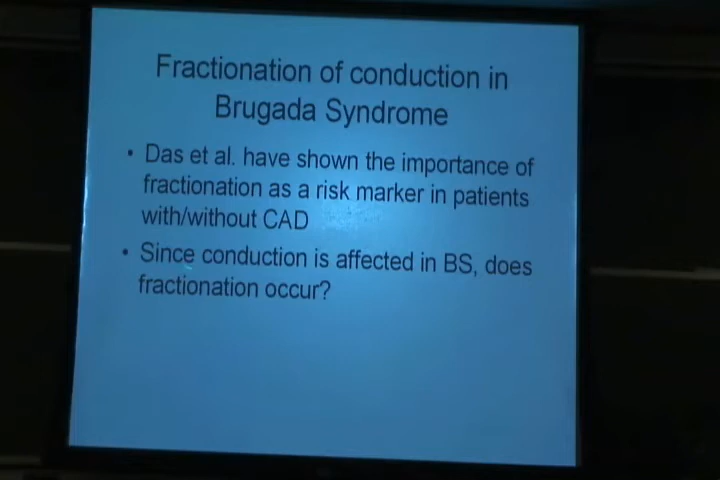 Fractionation of conduction in
Brugada Syndrome
• Das et al. have shown the importance of
fractionation as a risk marker in patients
with/without CAD
• Since conduction is affected in BS, does
fractionation occur?